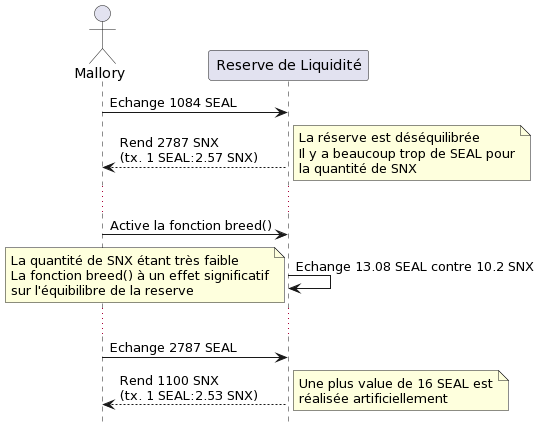 Mallory
Reserve de Liquidité
Echange 1084 SEAL
La réserve est déséquilibrée
Il y a beaucoup trop de SEAL pour
la quantité de SNX
Rend 2787 SNX
(tx. 1 SEAL:2.57 SNX)
Active la fonction breed()
La quantité de SNX étant très faible
La fonction breed() à un effet significatif
sur l'équibilibre de la reserve
Echange 13.08 SEAL contre 10.2 SNX
Echange 2787 SEAL
Rend 1100 SNX
(tx. 1 SEAL:2.53 SNX)
Une plus value de 16 SEAL est
réalisée artificiellement